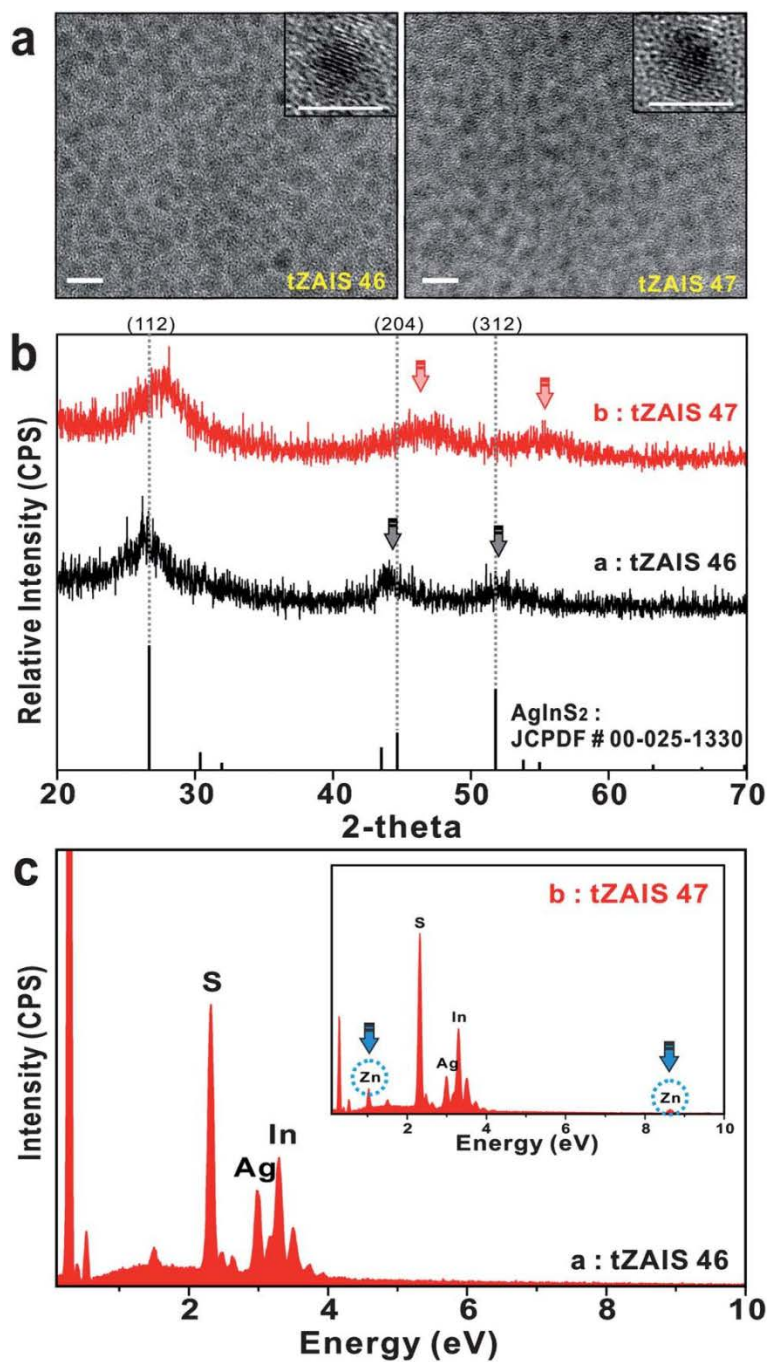 a
tZAIS 46
tZAIS 47
b
(112)
(204)
(312)
b : tZAIS 47
a : tZAIS 46
AgInS2 :
JCPDF # 00-025-1330
Relative Intensity (CPS)
20 30 40 50 60 70
2-theta
c
b : tZAIS 47
S
In
Ag
Zn
Zn
2 4 6 8 10
Energy (eV)
S
In
Ag
a : tZAIS 46
Intensity (CPS)
2 4 6 8 10
Energy (eV)